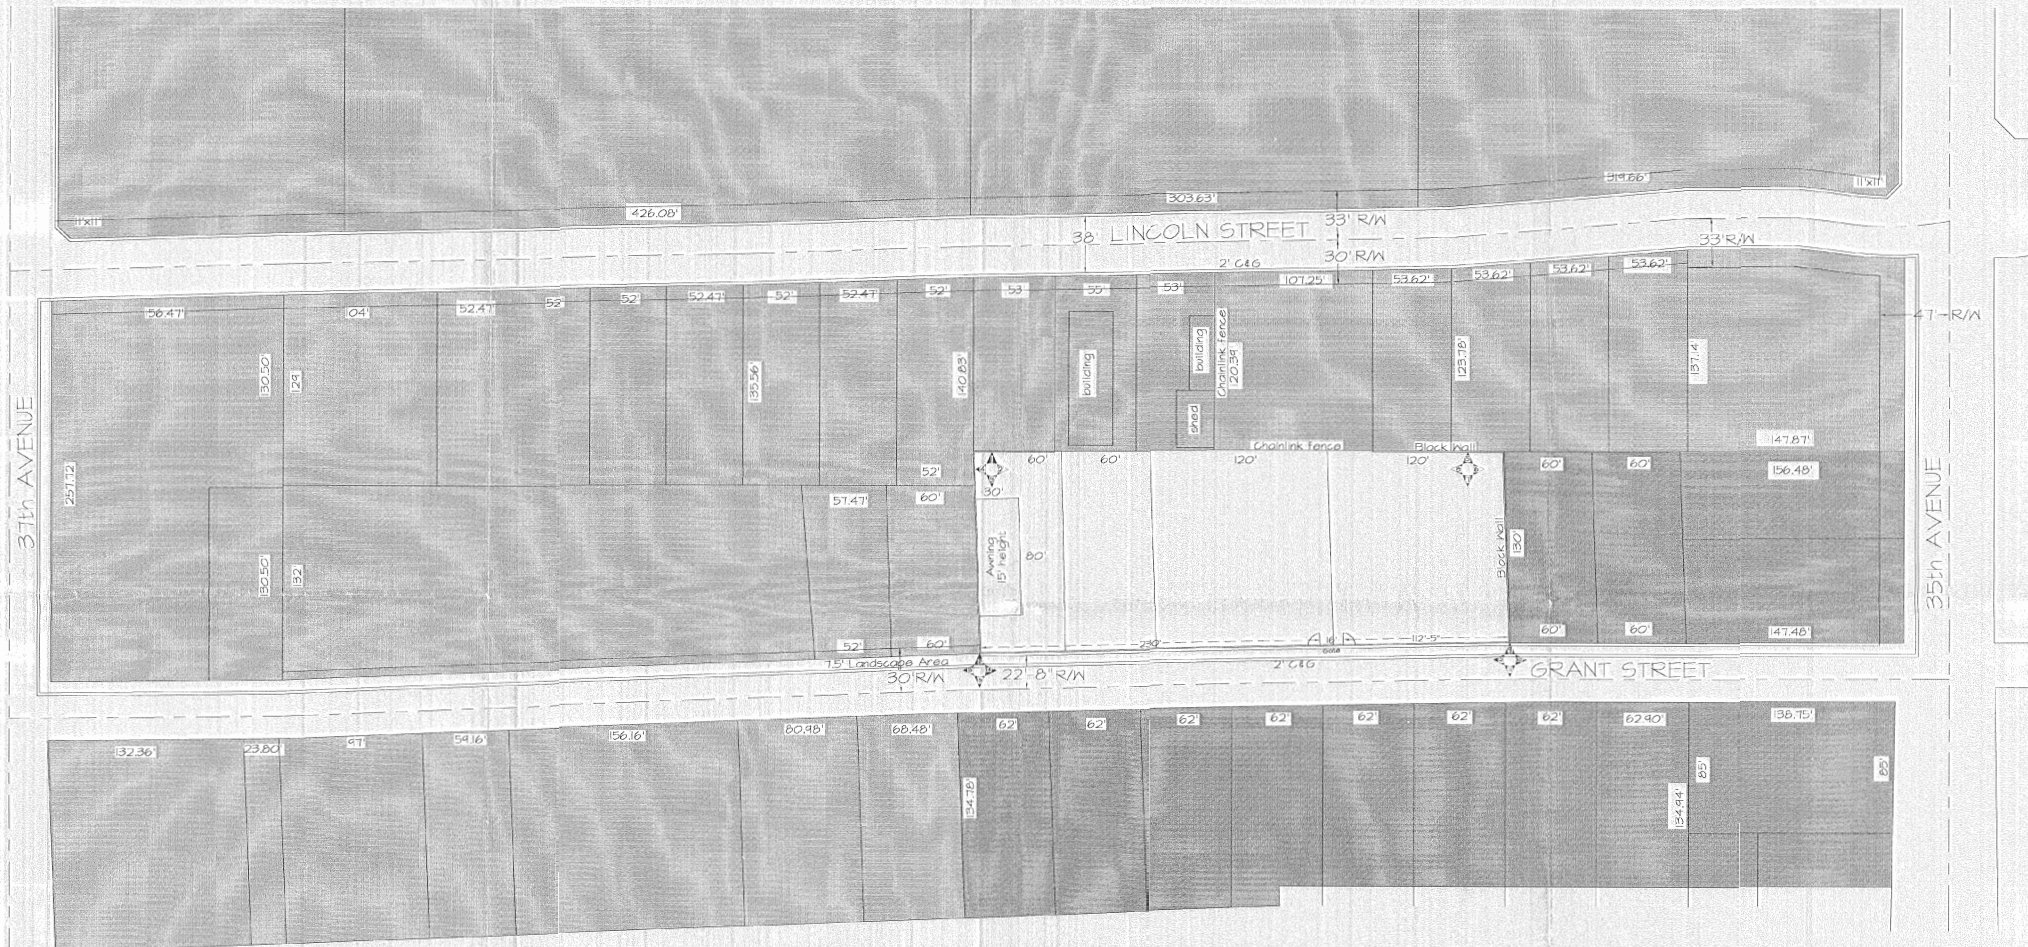 319.66'
11'x11'
303.63'
426.08'
11'x11'
33' R/W
38' LINCOLN STREET
33' R/W
30' R/W
2' C&G
53.62'
53.62'
53.62'
53.62'
107.25'
53'
55'
53'
52'
52.47'
52'
52.47'
52'
52'
52.47'
104'
156.47'
47' R/W
130.50'
129'
135.56'
140.83'
building
building
shed
Chainlink fence
120.39'
123.78'
137.14'
147.87'
37th AVENUE
257.72
Chainlink fence
Block Wall
60'
60'
120'
120'
60'
60'
156.48'
52'
60'
57.47'
30'
Awning
15' height
80'
Block Wall
130'
35th AVENUE
130.50'
132'
52'
60'
230'
16'
112'-5"
Gate
60'
60'
147.48'
7.5' Landscape Area
30' R/W
22'-8" R/W
2' C&G
GRANT STREET
132.36'
23.80'
97'
59.16'
156.16'
80.98'
68.48'
62'
62'
62'
62'
62'
62'
62'
62.90'
138.75'
134.78'
134.94'
85'
85'